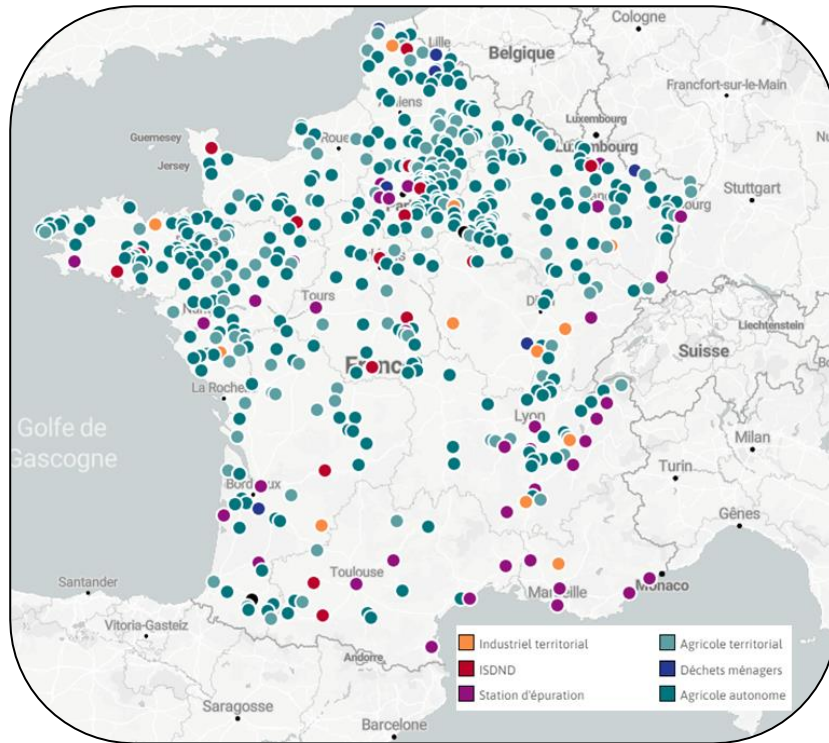 Cologne
Lille
Belgique
Francfort-sur-le-Main
Guernesey
Jersey
Luxembourg
Stuttgart
Tours
Liechtenstein
Suisse
La Roche
Lyon
Golfe de
Gascogne
Milan
Turin
Bordeaux
Gênes
Santander
Toulouse
Marseille
Monaco
Vitoria-Gasteiz
Andorre
Saragosse
Barcelone
Industriel territorial
ISDND
Station d'épuration
Agricole territorial
Déchets ménagers
Agricole autonome